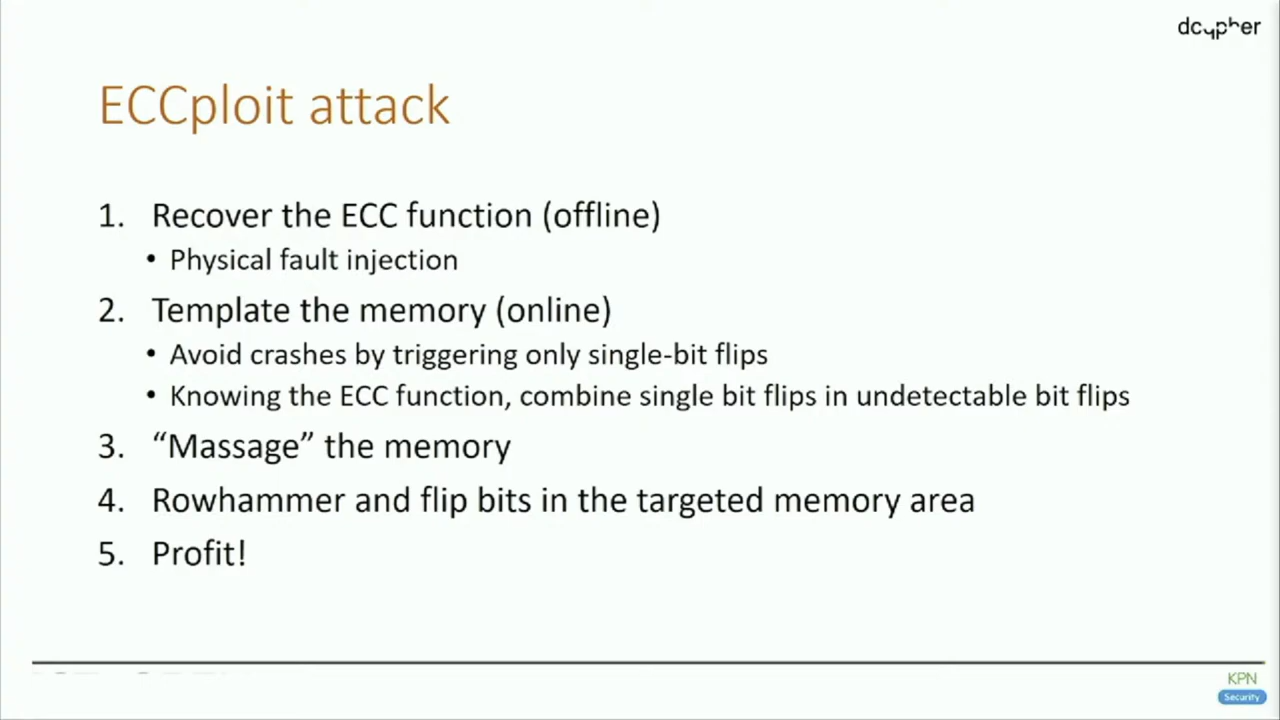 dcypher
ECCploit attack
1. Recover the ECC function (offline)
• Physical fault injection
2. Template the memory (online)
• Avoid crashes by triggering only single-bit flips
• Knowing the ECC function, combine single bit flips in undetectable bit flips
3. “Massage” the memory
4. Rowhammer and flip bits in the targeted memory area
5. Profit!
KPN
Security